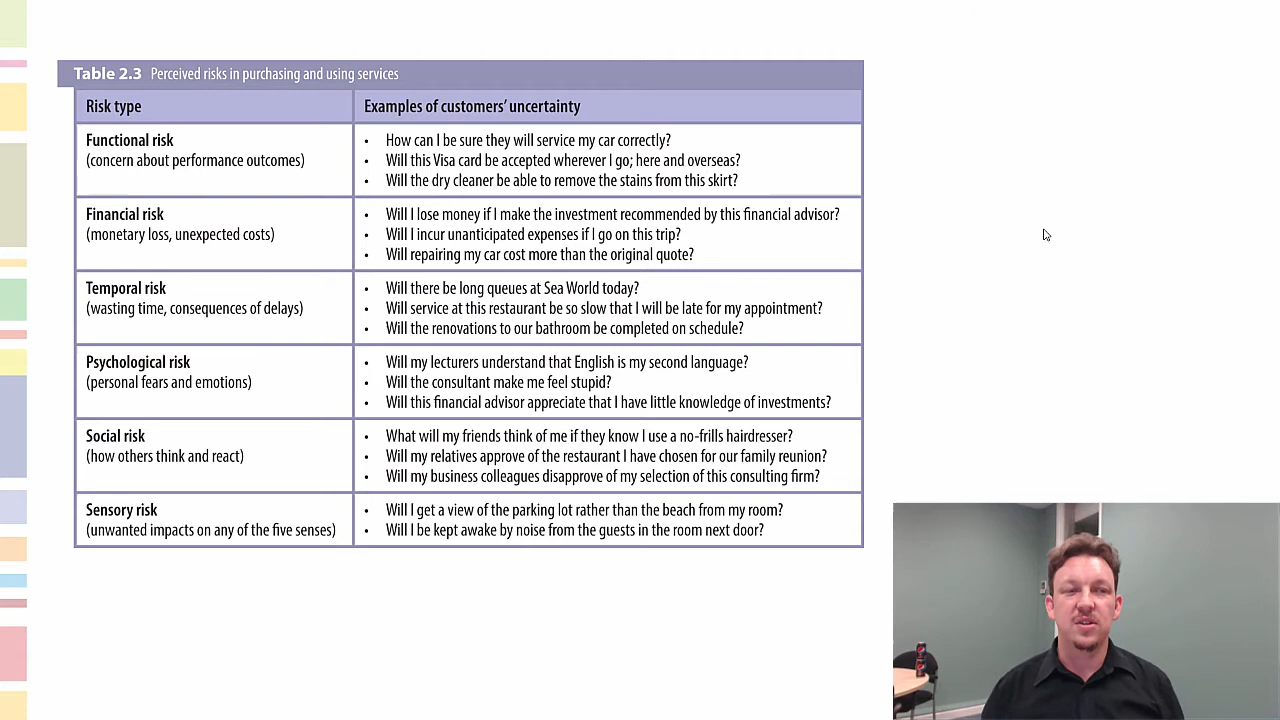 Table 2.3 Perceived risks in purchasing and using services
Risk type
Examples of customers' uncertainty
Functional risk
(concern about performance outcomes)
• How can I be sure they will service my car correctly?
• Will this Visa card be accepted wherever I go; here and overseas?
• Will the dry cleaner be able to remove the stains from this skirt?
Financial risk
(monetary loss, unexpected costs)
• Will I lose money if I make the investment recommended by this financial advisor?
• Will I incur unanticipated expenses if I go on this trip?
• Will repairing my car cost more than the original quote?
Temporal risk
(wasting time, consequences of delays)
• Will there be long queues at Sea World today?
• Will service at this restaurant be so slow that I will be late for my appointment?
• Will the renovations to our bathroom be completed on schedule?
Psychological risk
(personal fears and emotions)
• Will my lecturers understand that English is my second language?
• Will the consultant make me feel stupid?
• Will this financial advisor appreciate that I have little knowledge of investments?
Social risk
(how others think and react)
• What will my friends think of me if they know I use a no-frills hairdresser?
• Will my relatives approve of the restaurant I have chosen for our family reunion?
• Will my business colleagues disapprove of my selection of this consulting firm?
Sensory risk
(unwanted impacts on any of the five senses)
• Will I get a view of the parking lot rather than the beach from my room?
• Will I be kept awake by noise from the guests in the room next door?